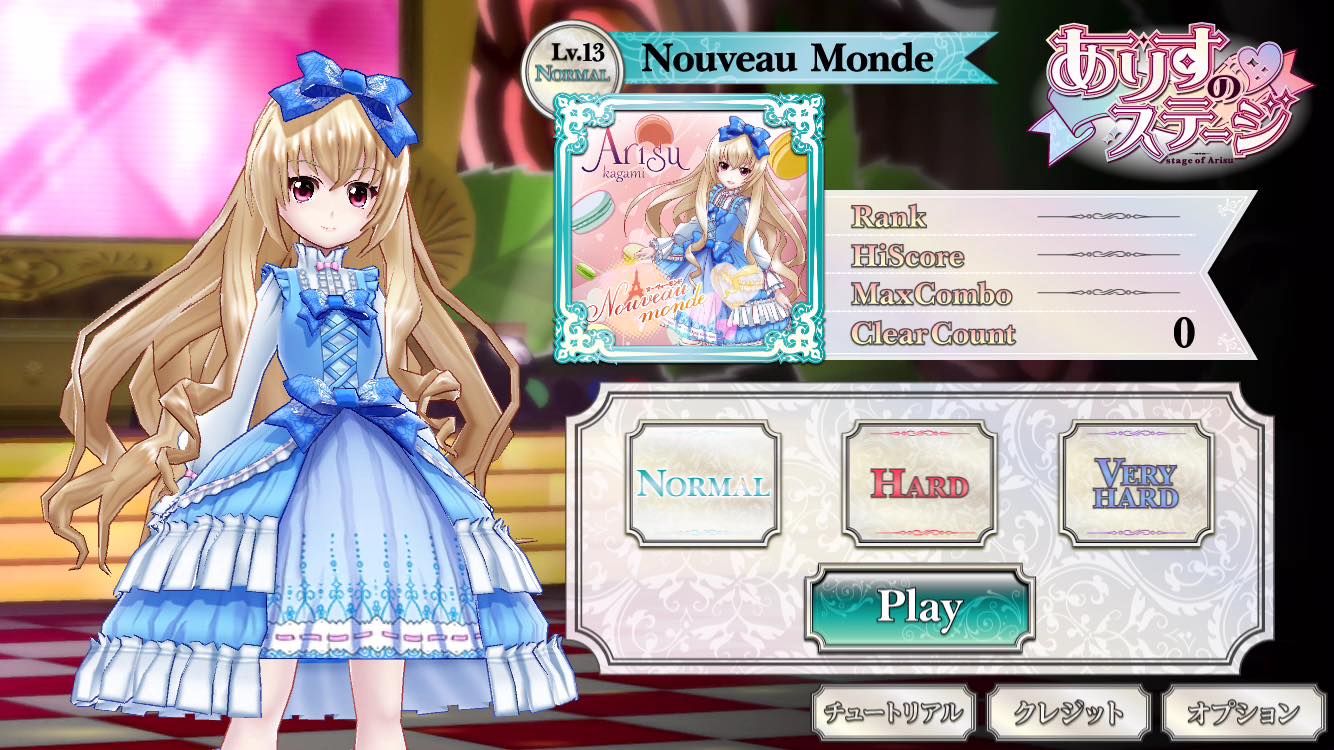 Lv.13
NORMAL
Nouveau Monde
ありすの
ステージ
stage of Arisu
Arisu
kagami
Nouveau
monde
Rank
HiScore
MaxCombo
ClearCount 0
NORMAL
HARD
VERY
HARD
Play
チュートリアル
クレジット
オプション